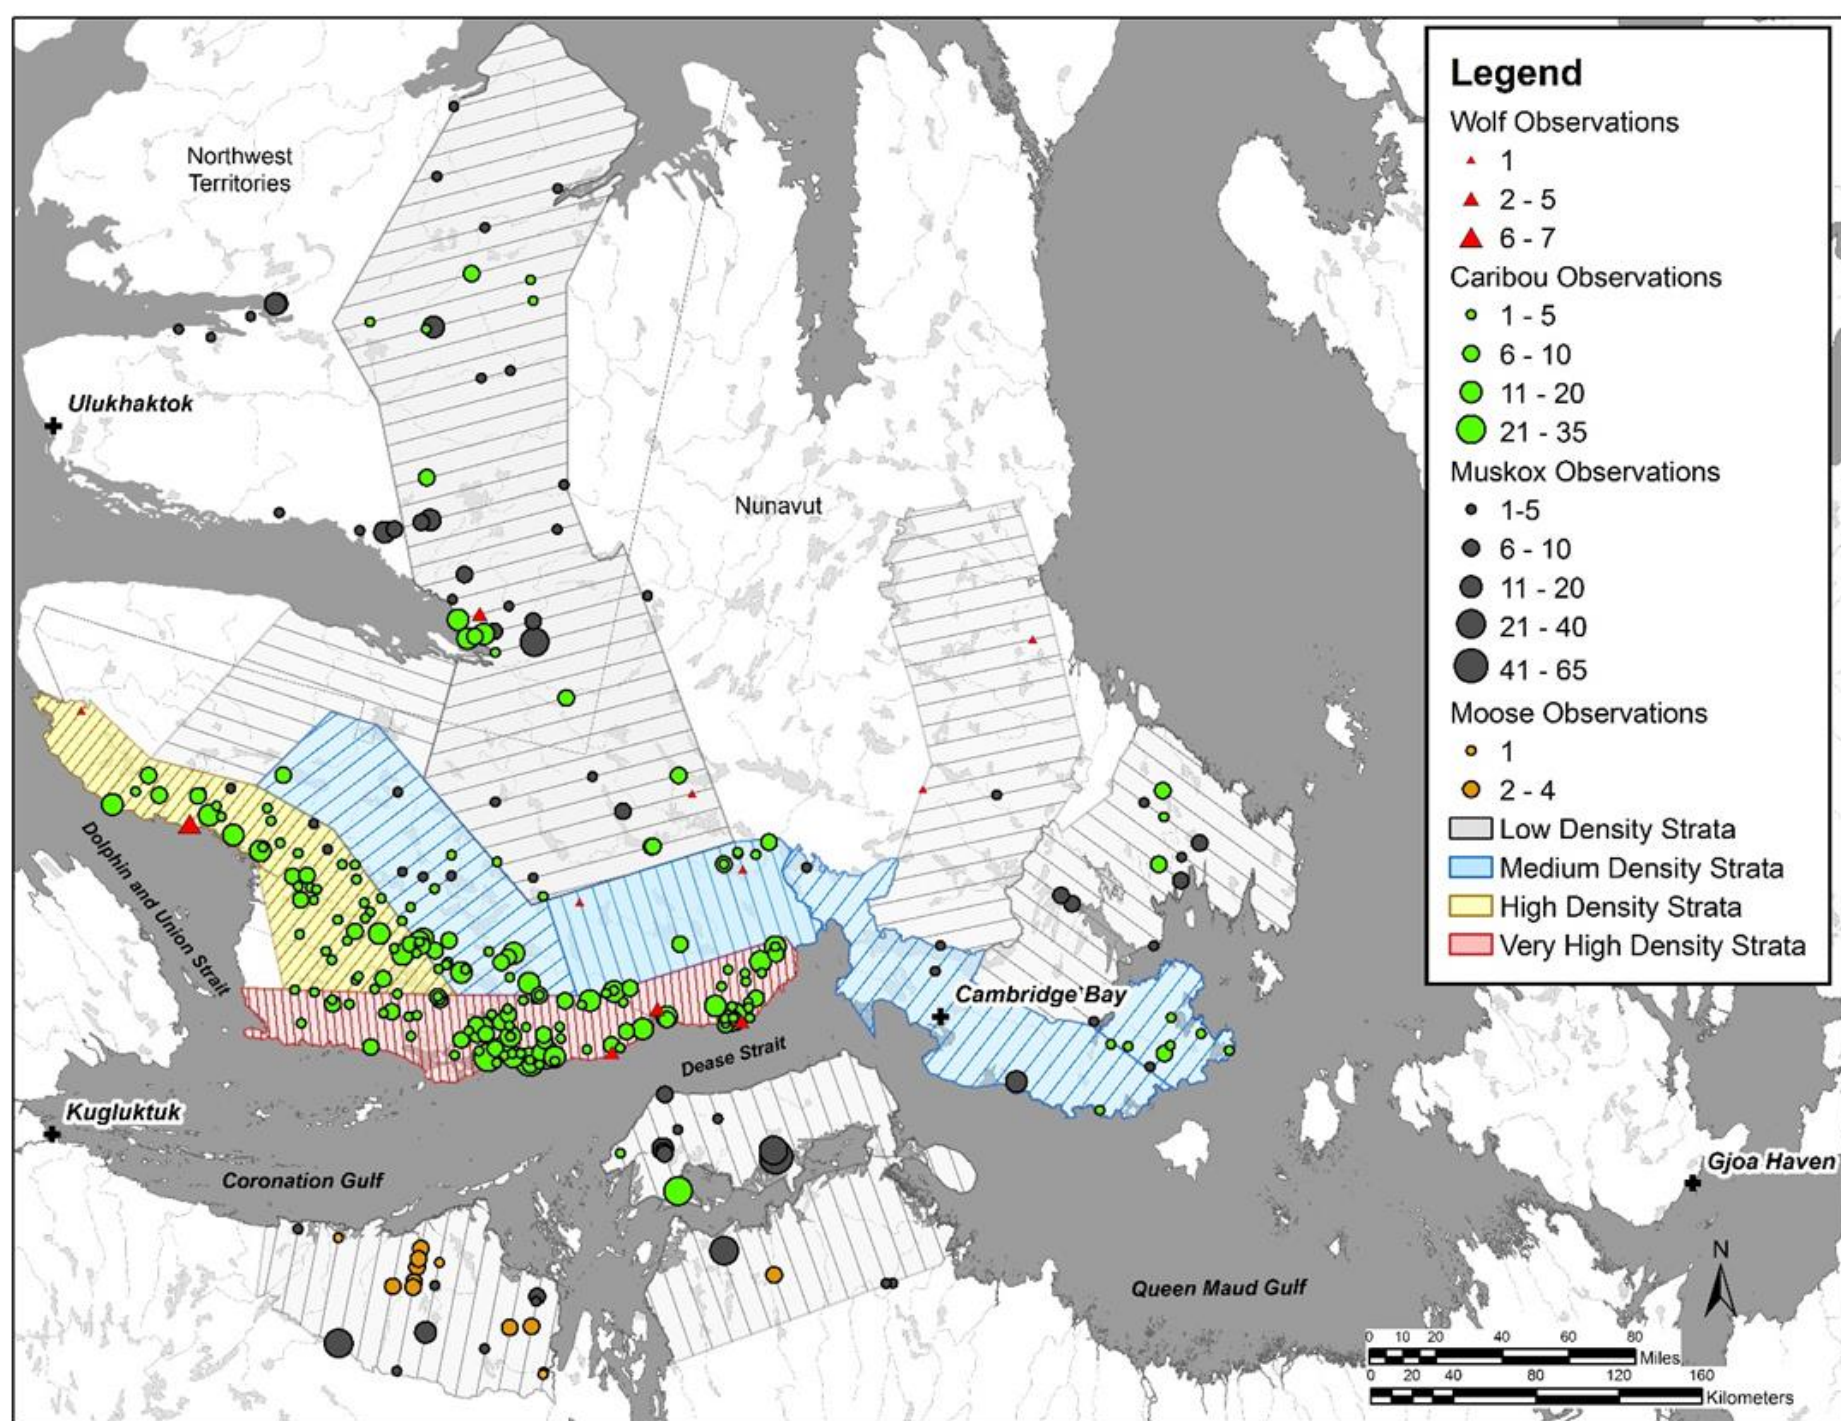 Northwest
Territories
Ulukhaktok
Nunavut
Dolphin and Union Strait
Cambridge Bay
Dease Strait
Kugluktuk
Coronation Gulf
Gjoa Haven
Queen Maud Gulf
Legend
Wolf Observations
1
2 - 5
6 - 7
Caribou Observations
1 - 5
6 - 10
11 - 20
21 - 35
Muskox Observations
1-5
6 - 10
11 - 20
21 - 40
41 - 65
Moose Observations
1
2 - 4
Low Density Strata
Medium Density Strata
High Density Strata
Very High Density Strata
N
0 10 20 40 60 80
Miles
0 20 40 80 120 160
Kilometers